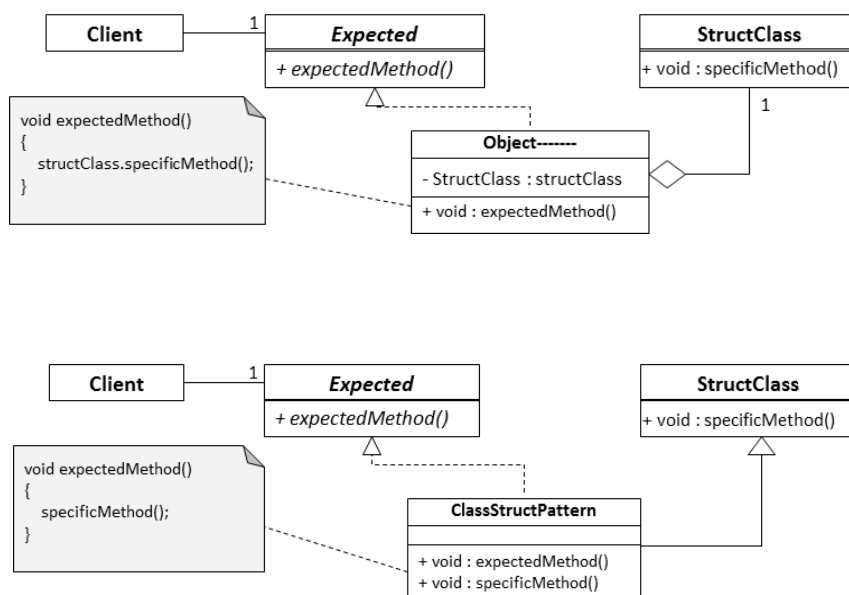 Client
1
Expected
+ expectedMethod()
StructClass
+ void : specificMethod()
1
void expectedMethod()
{
structClass.specificMethod();
}
Object-------
- StructClass : structClass
+ void : expectedMethod()
Client
1
Expected
+ expectedMethod()
StructClass
+ void : specificMethod()
void expectedMethod()
{
specificMethod();
}
ClassStructPattern
+ void : expectedMethod()
+ void : specificMethod()